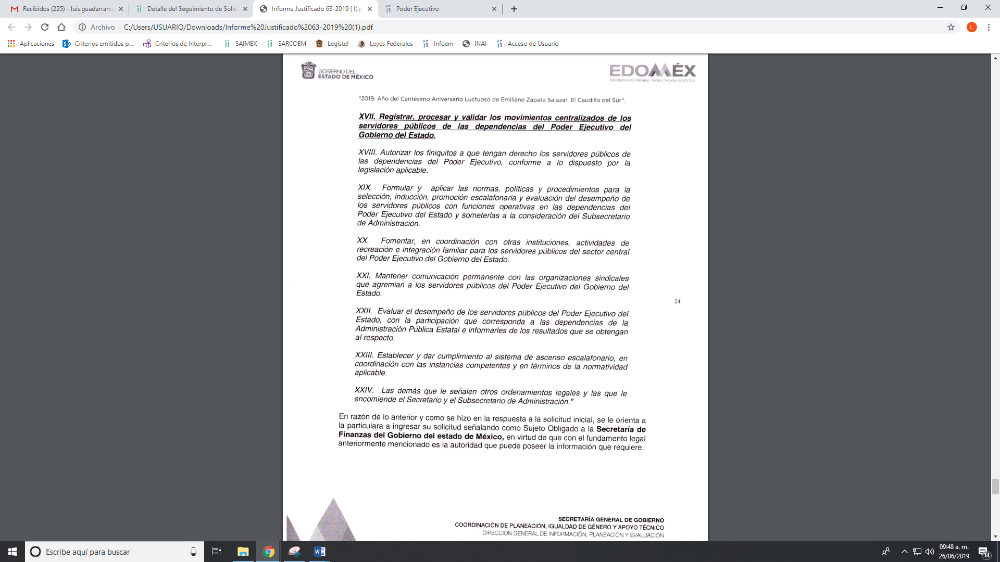 Recibidos (225) - luis.guadarrama
Detalle del Seguimiento de Solici
Informe Justificado 63-2019 (1).p
Poder Ejecutivo
Archivo
C:/Users/USUARIO/Downloads/Informe%20Justificado%2063-2019%20(1).pdf
L
Aplicaciones
Criterios emitidos p...
Criterios de Interpr...
SAIMEX
SARCOEM
Legistel
Leyes Federales
Infoem
INAI
Acceso de Usuario
GOBIERNO DEL
ESTADO DE MÉXICO
EDOMÉX
DECISIONES FIRMES, RESULTADOS FUERTES.
"2019. Año del Centésimo Aniversario Luctuoso de Emiliano Zapata Salazar. El Caudillo del Sur".
XVII. Registrar, procesar y validar los movimientos centralizados de los
servidores públicos de las dependencias del Poder Ejecutivo del
Gobierno del Estado.
XVIII. Autorizar los finiquitos a que tengan derecho los servidores públicos de
las dependencias del Poder Ejecutivo, conforme a lo dispuesto por la
legislación aplicable.
XIX. Formular y aplicar las normas, políticas y procedimientos para la
selección, inducción, promoción escalafonaria y evaluación del desempeño de
los servidores públicos con funciones operativas en las dependencias del
Poder Ejecutivo del Estado y someterlas a la consideración del Subsecretario
de Administración.
XX. Fomentar, en coordinación con otras instituciones, actividades de
recreación e integración familiar para los servidores públicos del sector central
del Poder Ejecutivo del Gobierno del Estado.
XXI. Mantener comunicación permanente con las organizaciones sindicales
que agremian a los servidores públicos del Poder Ejecutivo del Gobierno del
Estado.
24
XXII. Evaluar el desempeño de los servidores públicos del Poder Ejecutivo del
Estado, con la participación que corresponda a las dependencias de la
Administración Pública Estatal e informarles de los resultados que se obtengan
al respecto.
XXIII. Establecer y dar cumplimiento al sistema de ascenso escalafonario, en
coordinación con las instancias competentes y en términos de la normatividad
aplicable.
XXIV. Las demás que le señalen otros ordenamientos legales y las que le
encomiende el Secretario y el Subsecretario de Administración."
En razón de lo anterior y como se hizo en la respuesta a la solicitud inicial, se le orienta a
la particulara a ingresar su solicitud señalando como Sujeto Obligado a la Secretaría de
Finanzas del Gobierno del estado de México, en virtud de que con el fundamento legal
anteriormente mencionado es la autoridad que puede poseer la información que requiere.
SECRETARÍA GENERAL DE GOBIERNO
COORDINACIÓN DE PLANEACIÓN, IGUALDAD DE GÉNERO Y APOYO TÉCNICO
DIRECCIÓN GENERAL DE INFORMACIÓN, PLANEACIÓN Y EVALUACIÓN
Escribe aquí para buscar
09:48 a. m.
26/06/2019
14